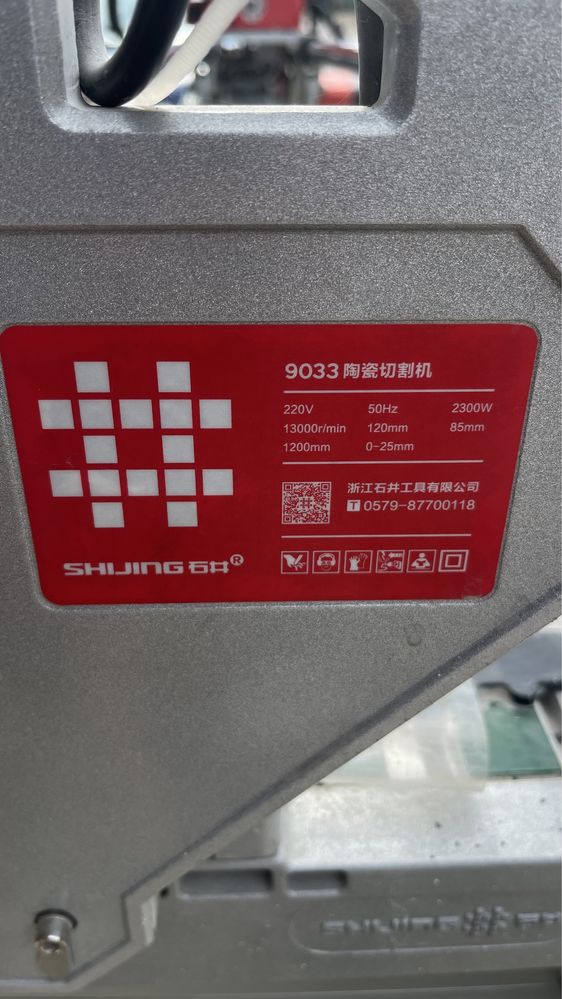 9033 陶瓷切割机
220V 50Hz 2300W
13000r/min 120mm 85mm
1200mm 0-25mm
浙江石井工具有限公司
T 0579-87700118
SHIJING 石井®
SHIJING